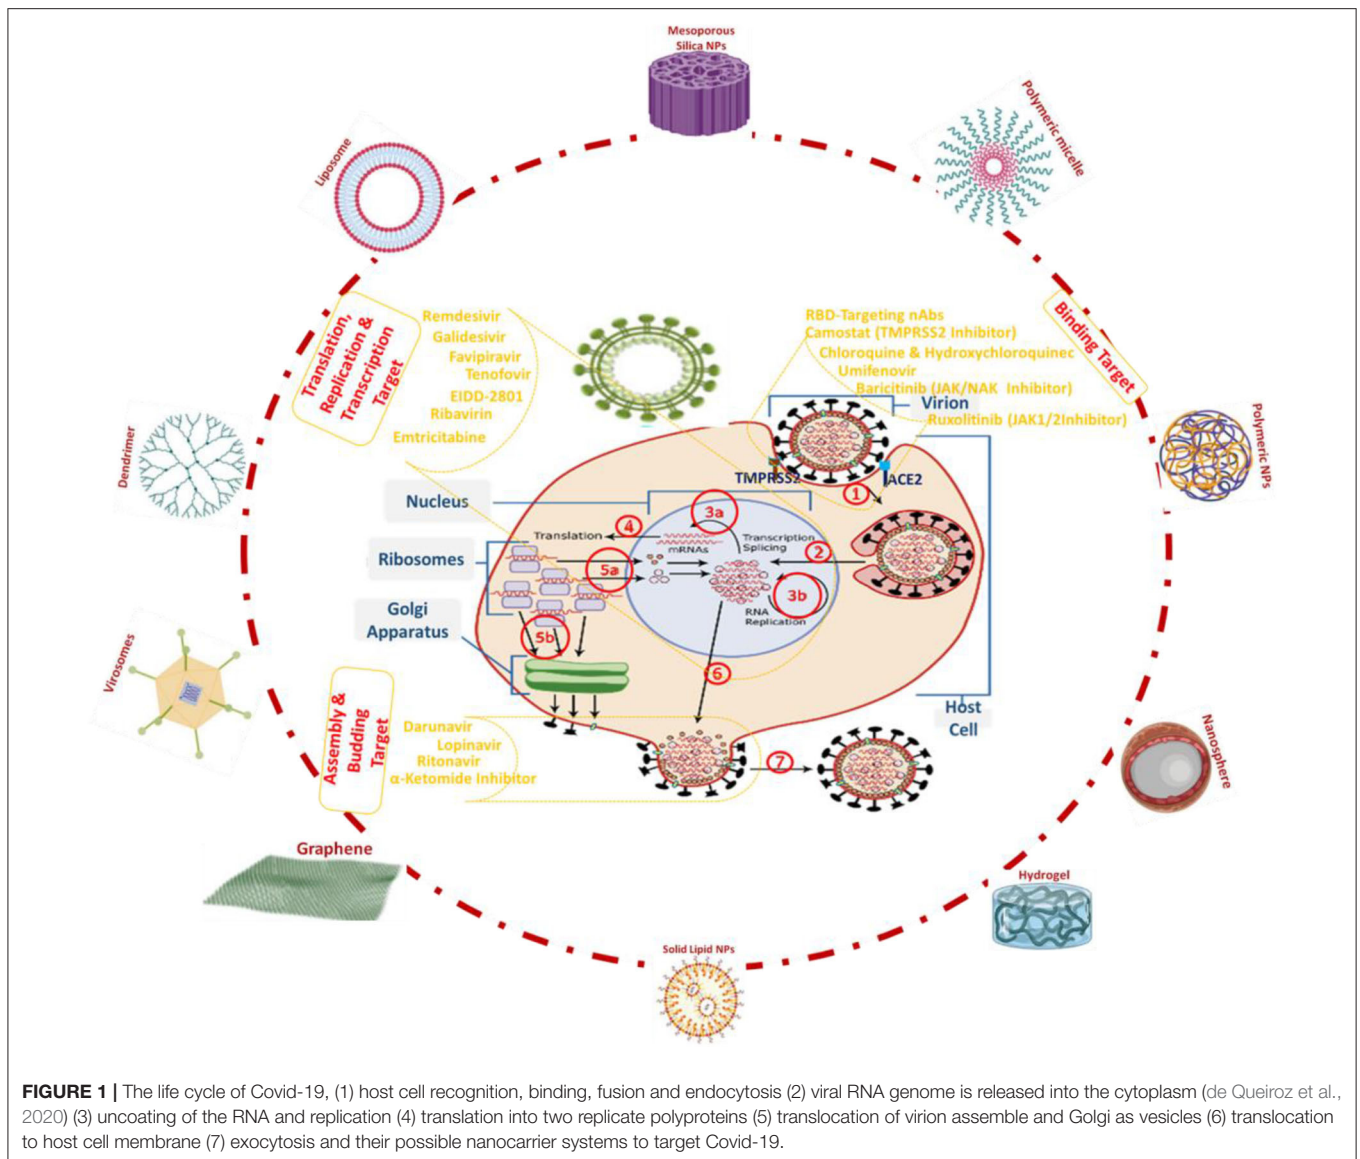 Mesoporous
Silica NPs
Polymeric micelle
Liposome
Translation,
Replication &
Transcription
Target
Remdesivir
Galidesivir
Favipiravir
Tenofovir
EIDD-2801
Ribavirin
Emtricitabine
RBD-Targeting nAbs
Camostat (TMPRSS2 Inhibitor)
Chloroquine & Hydroxychloroquinec
Umifenovir
Baricitinib (JAK/NAK Inhibitor)
Ruxolitinib (JAK1/2Inhibitor)
Binding Target
Virion
Dendrimer
Polymeric NPs
TMPRSS2
ACE2
1
Nucleus
3a
4
Translation
mRNAs
Transcription
Splicing
2
Ribosomes
5a
3b
RNA
Replication
Golgi
Apparatus
5b
6
Virosomes
Host
Cell
Assembly &
Budding
Target
Darunavir
Lopinavir
Ritonavir
α-Ketomide Inhibitor
7
Nanosphere
Graphene
Hydrogel
Solid Lipid NPs
FIGURE 1 | The life cycle of Covid-19, (1) host cell recognition, binding, fusion and endocytosis (2) viral RNA genome is released into the cytoplasm (de Queiroz et al.,
2020) (3) uncoating of the RNA and replication (4) translation into two replicate polyproteins (5) translocation of virion assemble and Golgi as vesicles (6) translocation
to host cell membrane (7) exocytosis and their possible nanocarrier systems to target Covid-19.